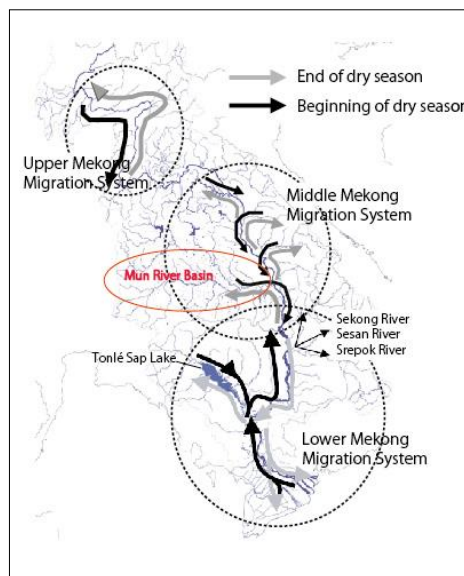 End of dry season
Beginning of dry season
Upper Mekong
Migration System
Middle Mekong
Migration System
Mun River Basin
Sekong River
Sesan River
Srepok River
Tonlé Sap Lake
Lower Mekong
Migration System